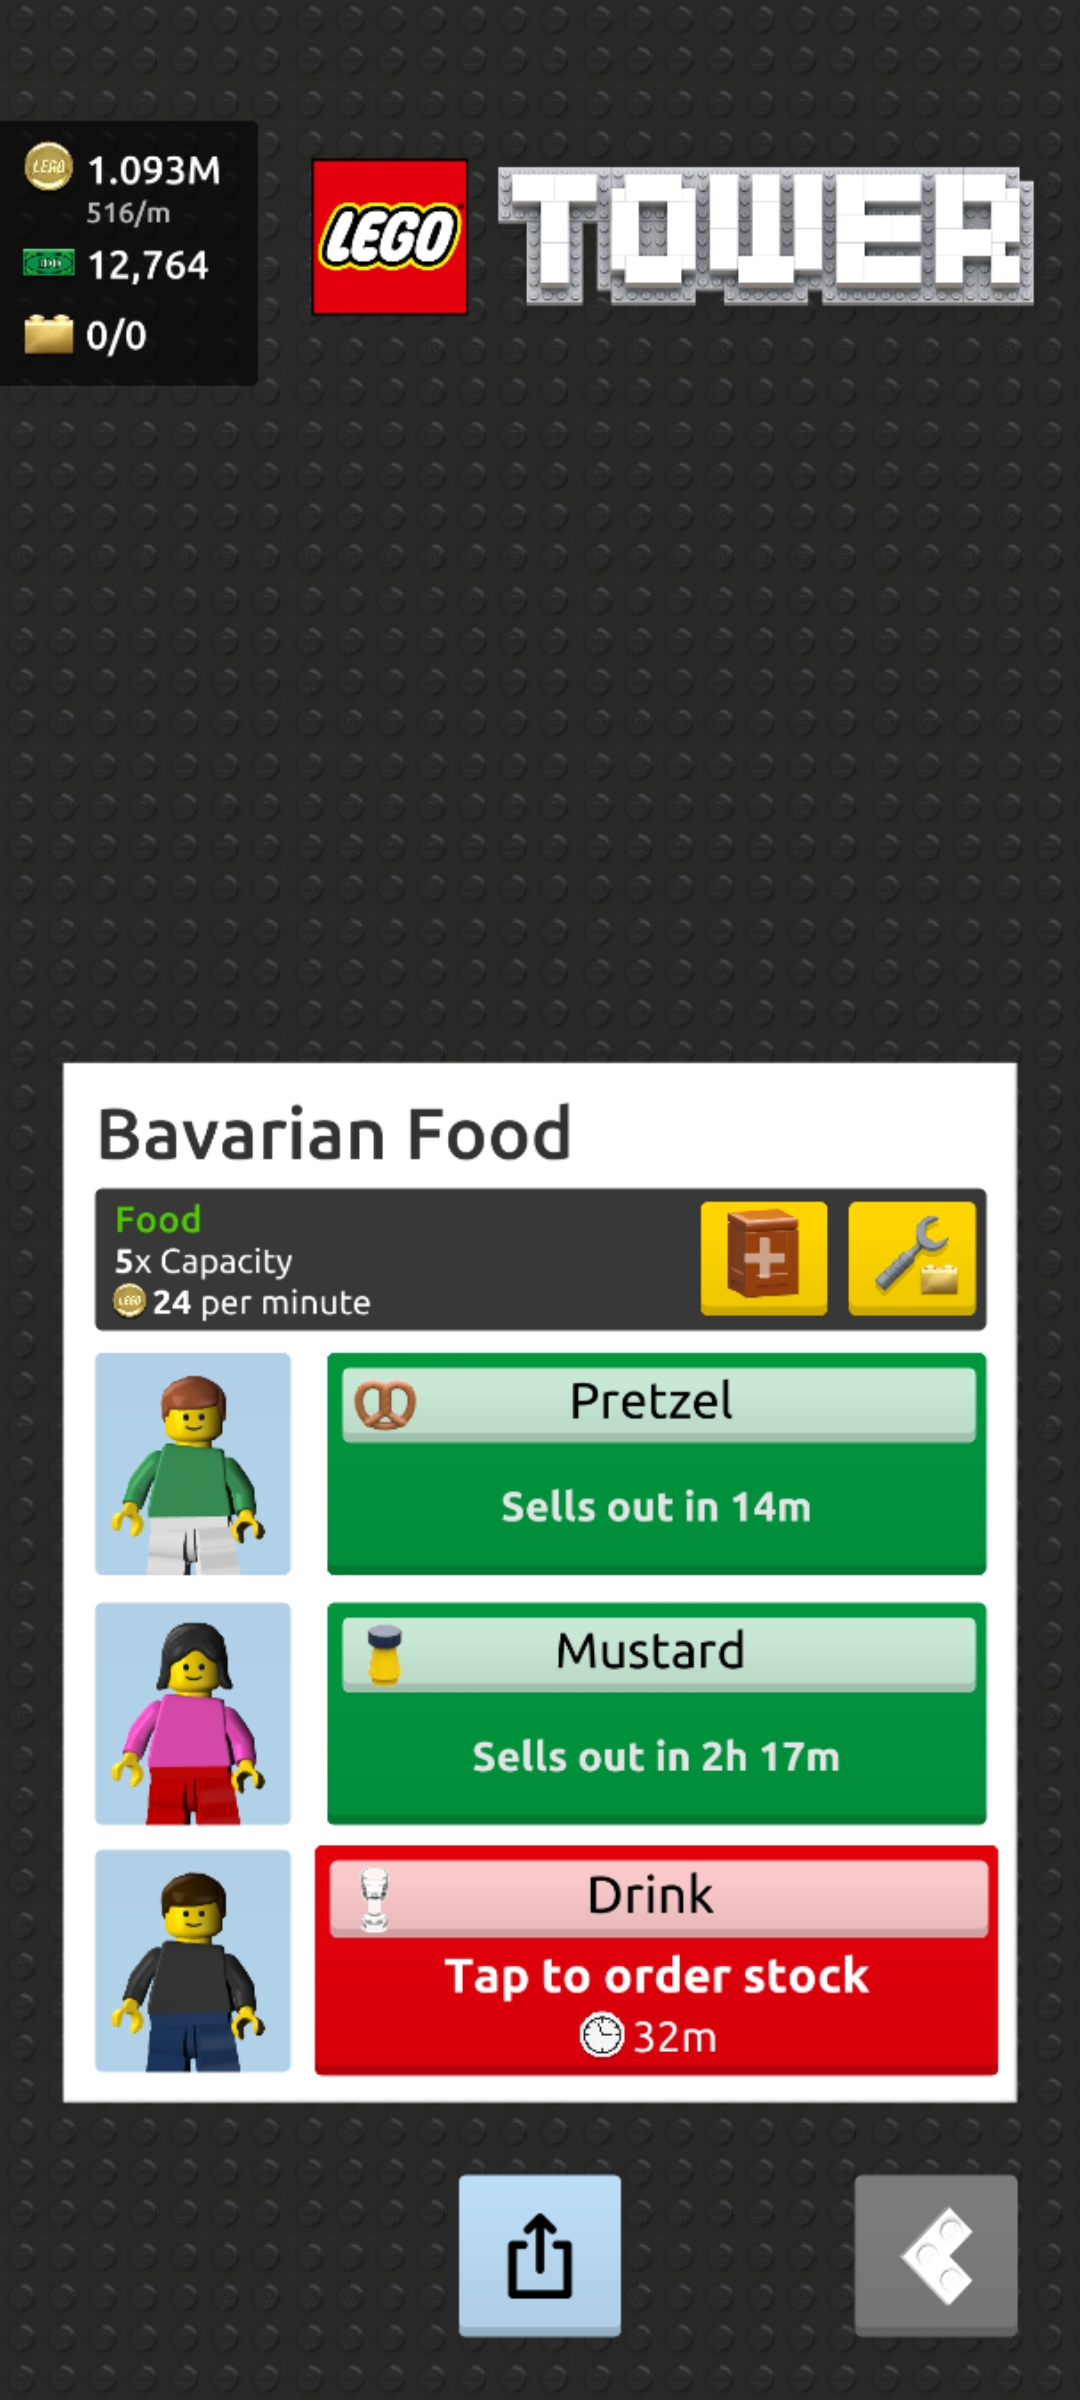 1.093M
516/m
12,764
0/0
LEGO
TOWER
Bavarian Food
Food
5x Capacity
24 per minute
Pretzel
Sells out in 14m
Mustard
Sells out in 2h 17m
Drink
Tap to order stock
32m